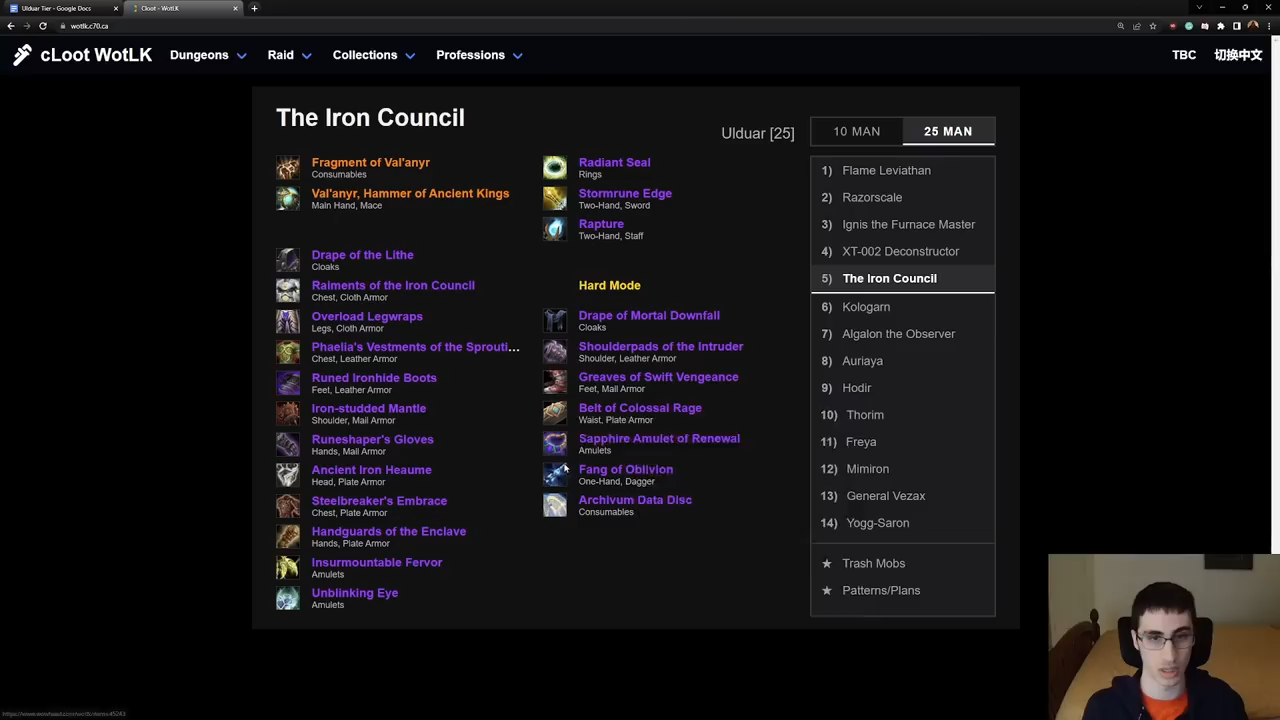 Ulduar Tier - Google Docs
Cloot - WotLK
wotlk.c70.ca
cLoot WotLK
Dungeons
Raid
Collections
Professions
TBC
切换中文
The Iron Council
Ulduar [25]
10 MAN
25 MAN
Fragment of Val'anyr
Consumables
Val'anyr, Hammer of Ancient Kings
Main Hand, Mace
Drape of the Lithe
Cloaks
Raiments of the Iron Council
Chest, Cloth Armor
Overload Legwraps
Legs, Cloth Armor
Phaelia's Vestments of the Sprouti...
Chest, Leather Armor
Runed Ironhide Boots
Feet, Leather Armor
Iron-studded Mantle
Shoulder, Mail Armor
Runeshaper's Gloves
Hands, Mail Armor
Ancient Iron Heaume
Head, Plate Armor
Steelbreaker's Embrace
Chest, Plate Armor
Handguards of the Enclave
Hands, Plate Armor
Insurmountable Fervor
Amulets
Unblinking Eye
Amulets
Radiant Seal
Rings
Stormrune Edge
Two-Hand, Sword
Rapture
Two-Hand, Staff
Hard Mode
Drape of Mortal Downfall
Cloaks
Shoulderpads of the Intruder
Shoulder, Leather Armor
Greaves of Swift Vengeance
Feet, Mail Armor
Belt of Colossal Rage
Waist, Plate Armor
Sapphire Amulet of Renewal
Amulets
Fang of Oblivion
One-Hand, Dagger
Archivum Data Disc
Consumables
1) Flame Leviathan
2) Razorscale
3) Ignis the Furnace Master
4) XT-002 Deconstructor
5) The Iron Council
6) Kologarn
7) Algalon the Observer
8) Auriaya
9) Hodir
10) Thorim
11) Freya
12) Mimiron
13) General Vezax
14) Yogg-Saron
Trash Mobs
Patterns/Plans